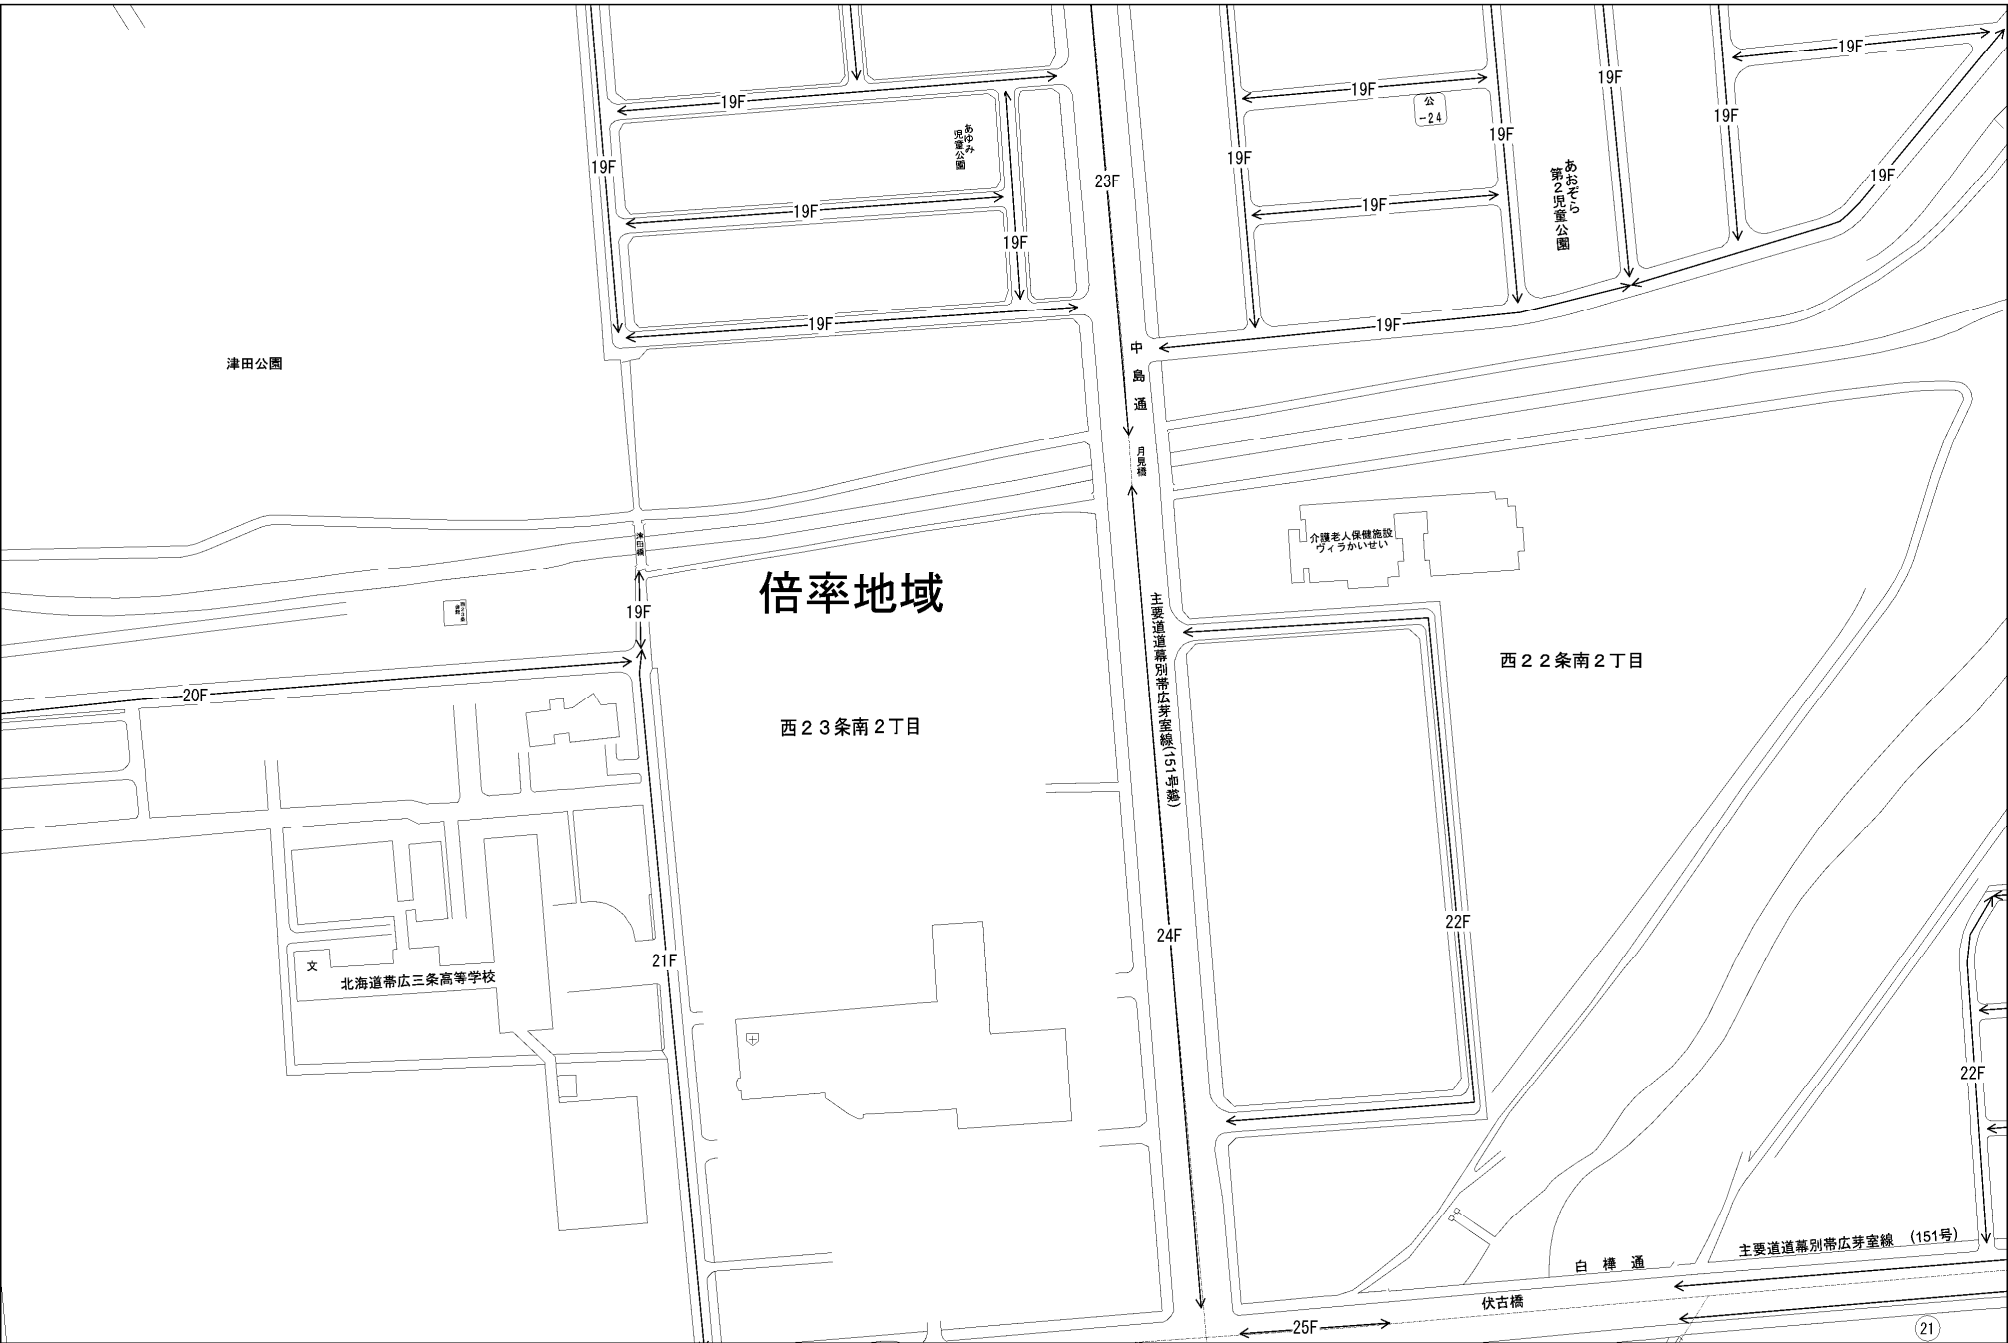 19F
19F
19F
19F
19F
公
-24
19F
19F
19F
あゆみ
児童公園
19F
19F
23F
あおぞら
第2児童公園
19F
19F
19F
19F
19F
19F
津田公園
中島通
月見橋
介護老人保健施設
ヴィラかいせい
津田橋
倍率地域
19F
主要道道幕別帯広芽室線(151号線)
西22条南2丁目
20F
西23条南2丁目
24F
22F
21F
文
北海道帯広三条高等学校
22F
主要道道幕別帯広芽室線 (151号)
白樺通
伏古橋
25F
21